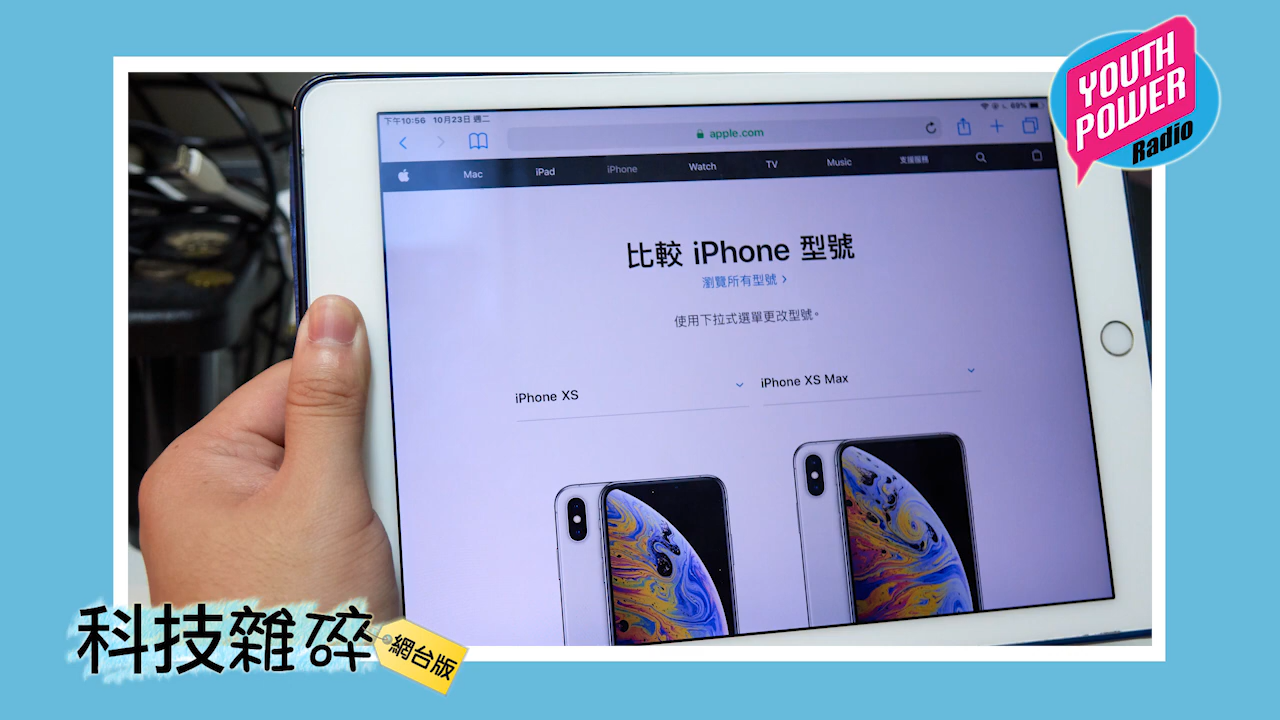 YOUTH
POWER
Radio
下午10:56 10月23日 週二
69%
apple.com
Mac iPad iPhone Watch TV Music 支援服務
比較 iPhone 型號
瀏覽所有型號 >
使用下拉式選單更改型號。
iPhone XS
iPhone XS Max
科技雜碎
網台版